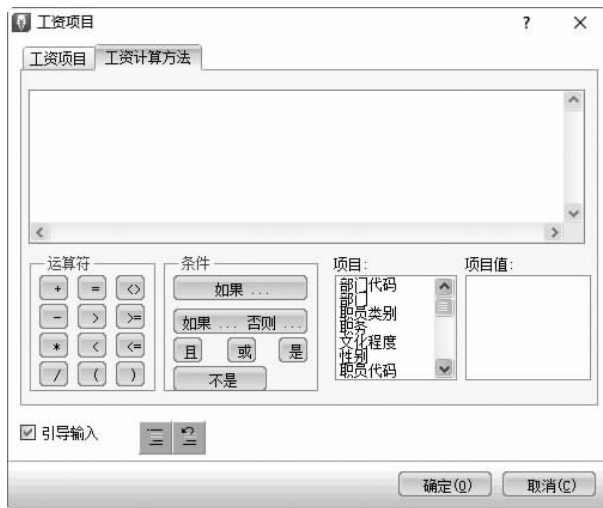 工资项目 ? ×
工资项目 工资计算方法
运算符 条件 项目: 项目值:
+ = <>
- > >=
* < <=
/ ( )
如果 ...
如果 ... 否则 ...
且 或 是
不是
部门代码
部门
职员类别
职务
文化程度
性别
职员代码
引导输入
确定(O) 取消(C)